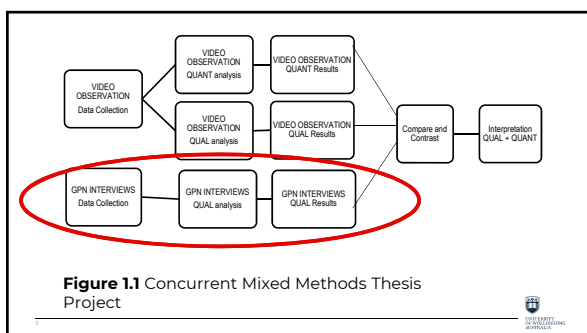 VIDEO
OBSERVATION
QUANT analysis
VIDEO OBSERVATION
QUANT Results
VIDEO
OBSERVATION
Data Collection
VIDEO
OBSERVATION
QUAL analysis
VIDEO OBSERVATION
QUAL Results
Compare and
Contrast
Interpretation
QUAL + QUANT
GPN INTERVIEWS
Data Collection
GPN INTERVIEWS
QUAL analysis
GPN INTERVIEWS
QUAL Results
Figure 1.1 Concurrent Mixed Methods Thesis
Project
UNIVERSITY
OF WOLLONGONG
AUSTRALIA